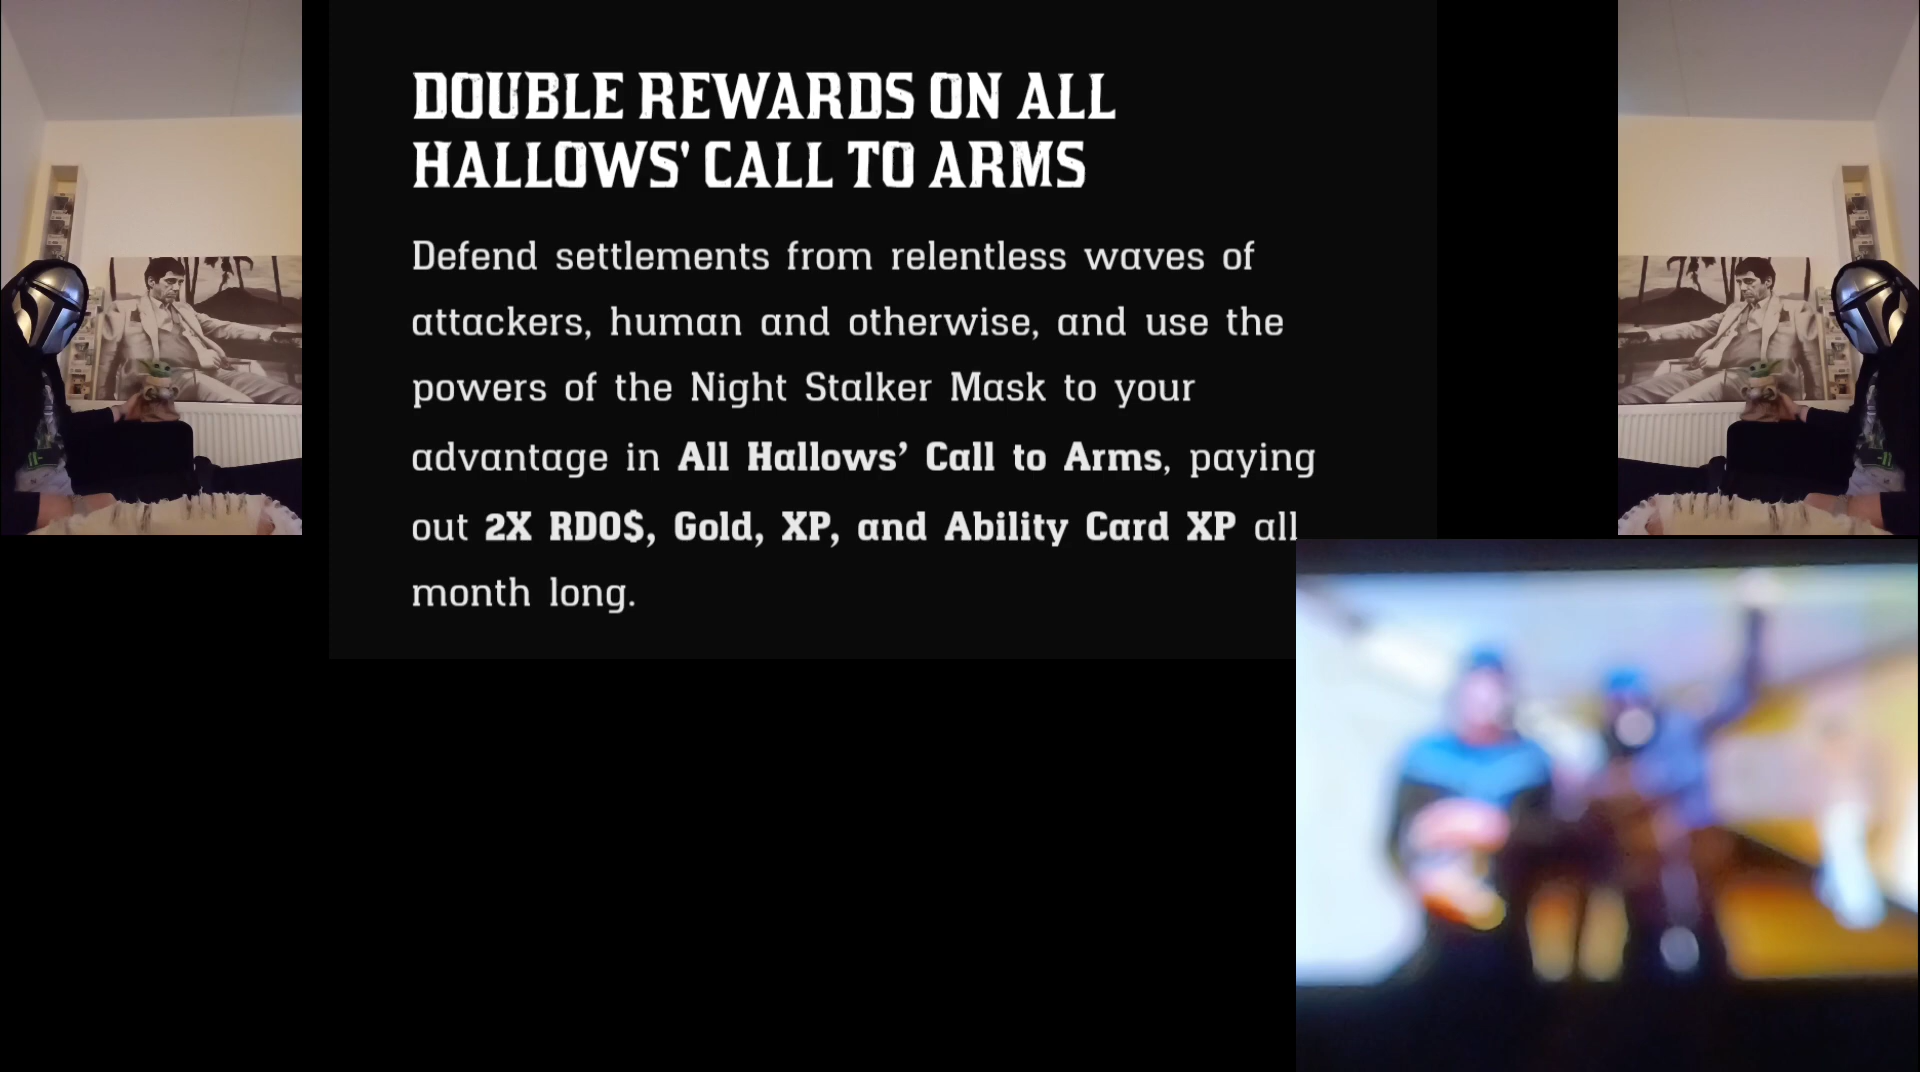 DOUBLE REWARDS ON ALL
HALLOWS' CALL TO ARMS
Defend settlements from relentless waves of
attackers, human and otherwise, and use the
powers of the Night Stalker Mask to your
advantage in All Hallows’ Call to Arms, paying
out 2X RDO$, Gold, XP, and Ability Card XP all
month long.